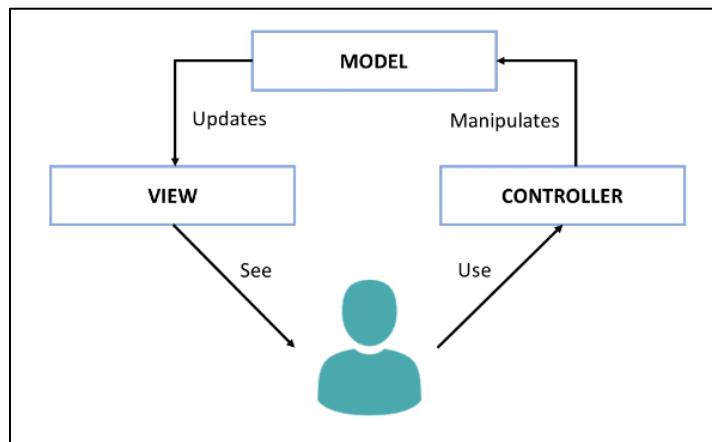 MODEL
Updates
Manipulates
VIEW
CONTROLLER
See
Use